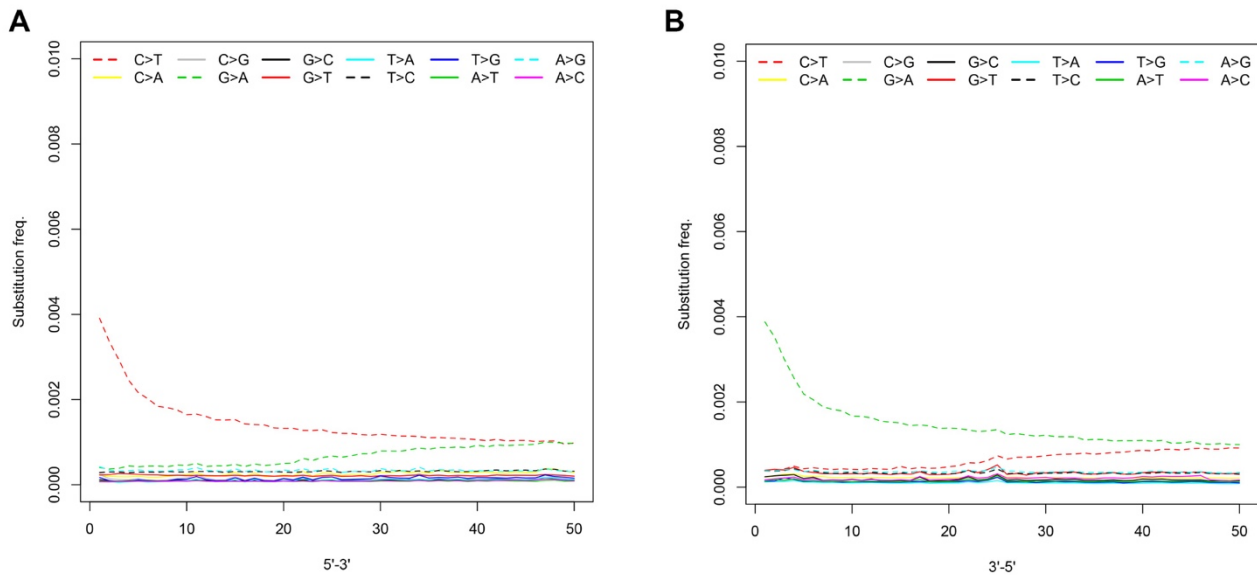 A
C>T C>G G>C T>A T>G A>G
C>A G>A G>T T>C A>T A>C
Substitution freq.
0.010
0.008
0.006
0.004
0.002
0.000
0 10 20 30 40 50
5'-3'
B
C>T C>G G>C T>A T>G A>G
C>A G>A G>T T>C A>T A>C
Substitution freq.
0.010
0.008
0.006
0.004
0.002
0.000
0 10 20 30 40 50
3'-5'